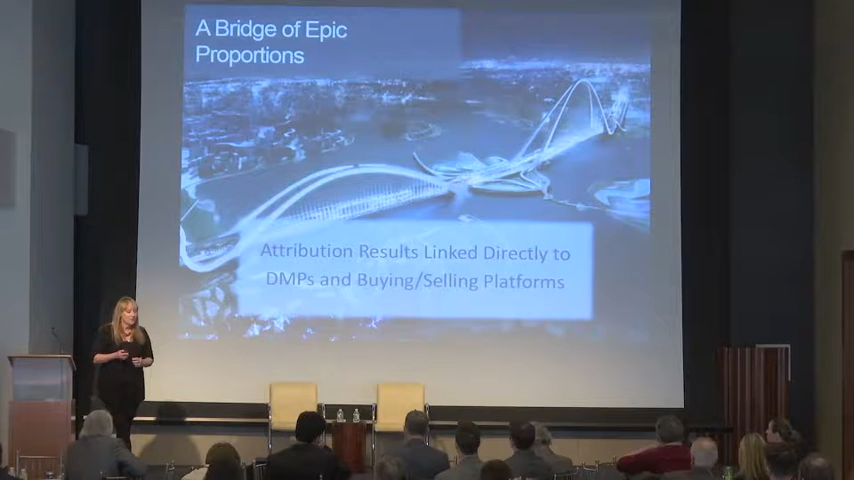 A Bridge of Epic
Proportions
Attribution Results Linked Directly to
DMPs and Buying/Selling Platforms